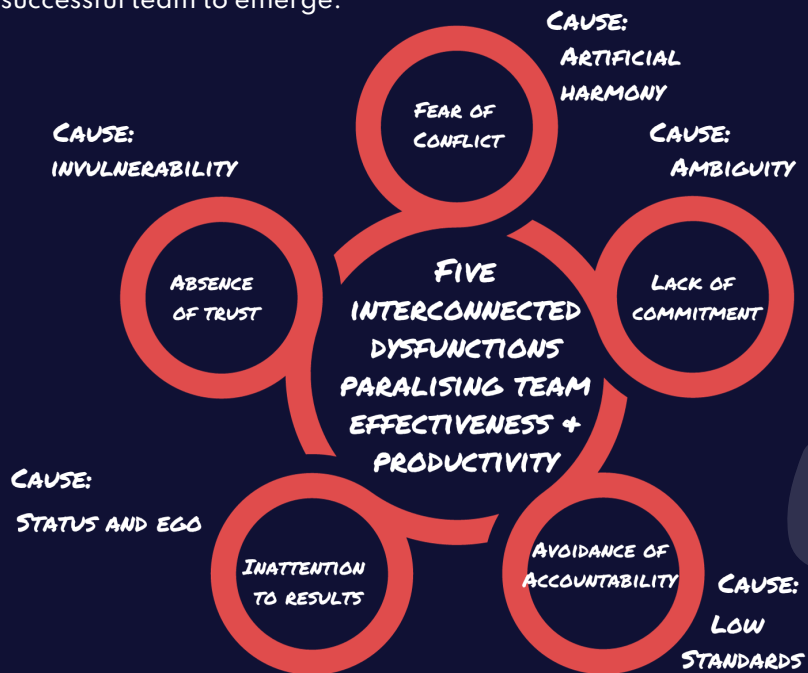 successful team to emerge.
Cause:
Artificial
harmony
Fear of
Conflict
Cause:
invulnerability
Cause:
Ambiguity
Absence
of trust
Five
interconnected
dysfunctions
paralising team
effectiveness &
productivity
Lack of
commitment
Cause:
Status and ego
Inattention
to results
Avoidance of
Accountability
Cause:
Low
Standards